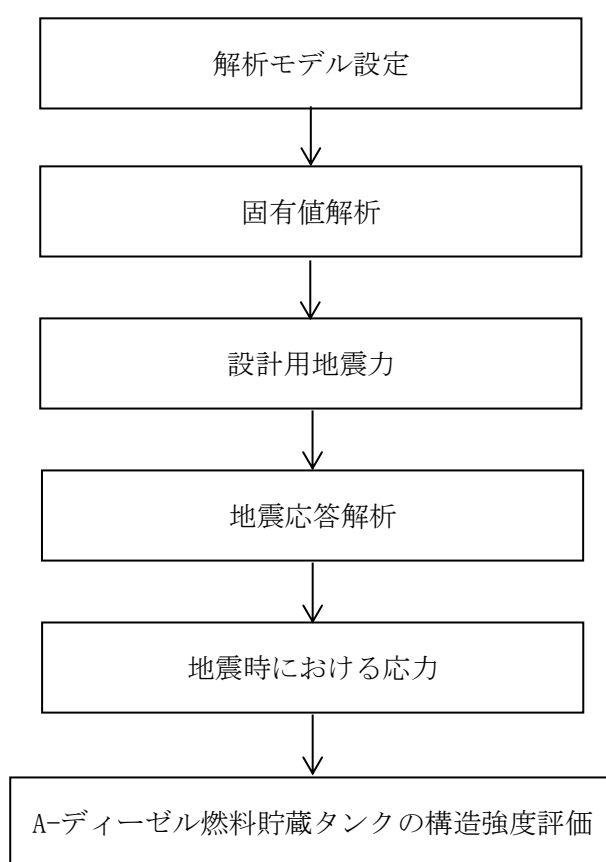 解析モデル設定
固有値解析
設計用地震力
地震応答解析
地震時における応力
A-ディーゼル燃料貯蔵タンクの構造強度評価